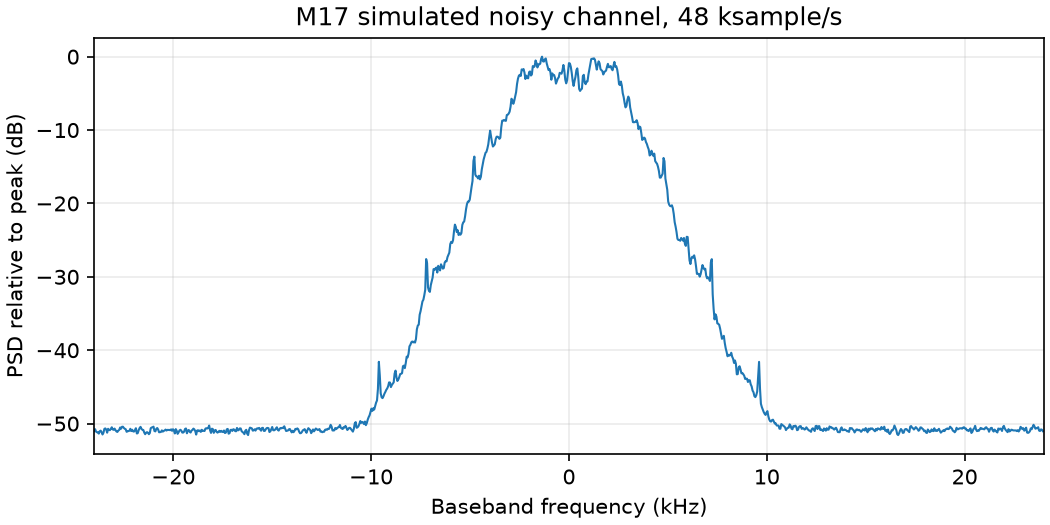 M17 simulated noisy channel, 48 ksample/s
PSD relative to peak (dB)
0
−10
−20
−30
−40
−50
−20 −10 0 10 20
Baseband frequency (kHz)